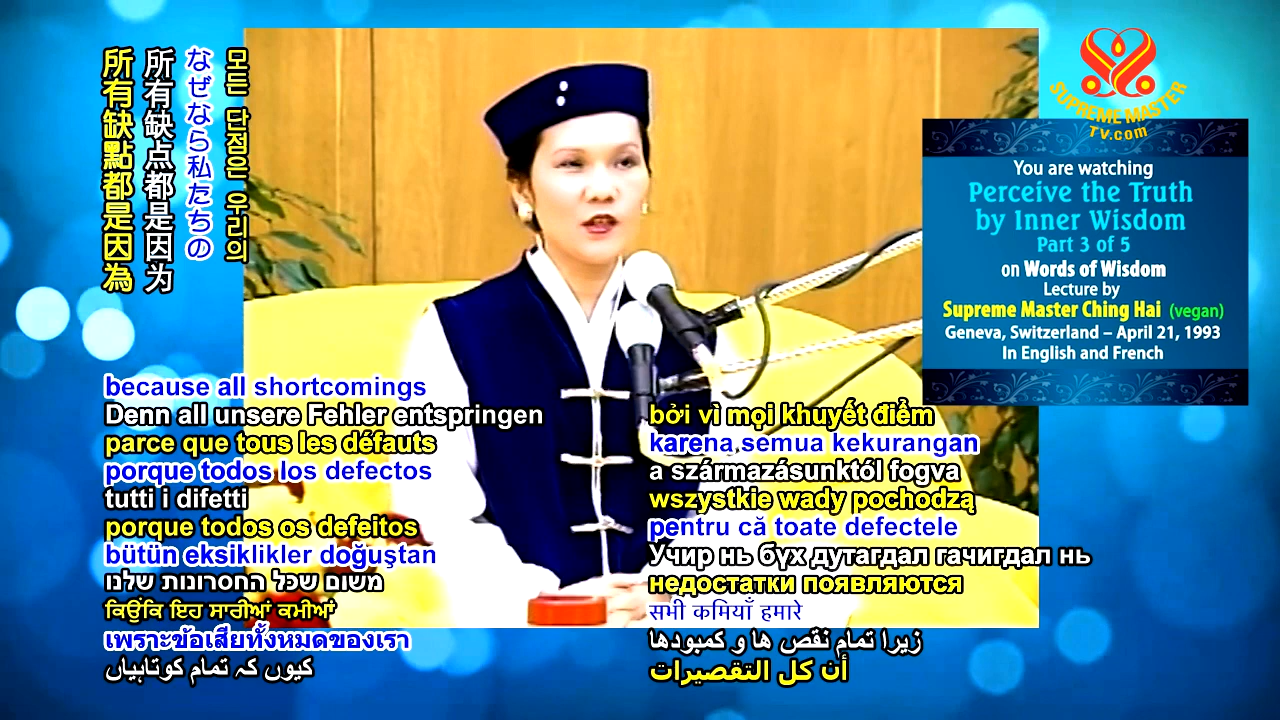 모든 단점은 우리의
なぜなら私たちの
所有缺点都是因为
所有缺點都是因為
SUPREME MASTER
TV.com
You are watching
Perceive the Truth
by Inner Wisdom
Part 3 of 5
on Words of Wisdom
Lecture by
Supreme Master Ching Hai (vegan)
Geneva, Switzerland – April 21, 1993
In English and French
because all shortcomings
Denn all unsere Fehler entspringen
parce que tous les défauts
porque todos los defectos
tutti i difetti
porque todos os defeitos
bütün eksiklikler doğuştan
משום שכל החסרונות שלנו
ਕਿਉਂਕਿ ਇਹ ਸਾਰੀਆਂ ਕਮੀਆਂ
เพราะข้อเสียทั้งหมดของเรา
کیوں کہ تمام کوتاہیاں
bởi vì mọi khuyết điểm
karena semua kekurangan
a származásunktól fogva
wszystkie wady pochodzą
pentru că toate defectele
Учир нь бүх дутагдал гачигдал нь
недостатки появляются
सभी कमियाँ हमारे
زیرا تمام نقص ها و کمبودها
أن كل التقصيرات